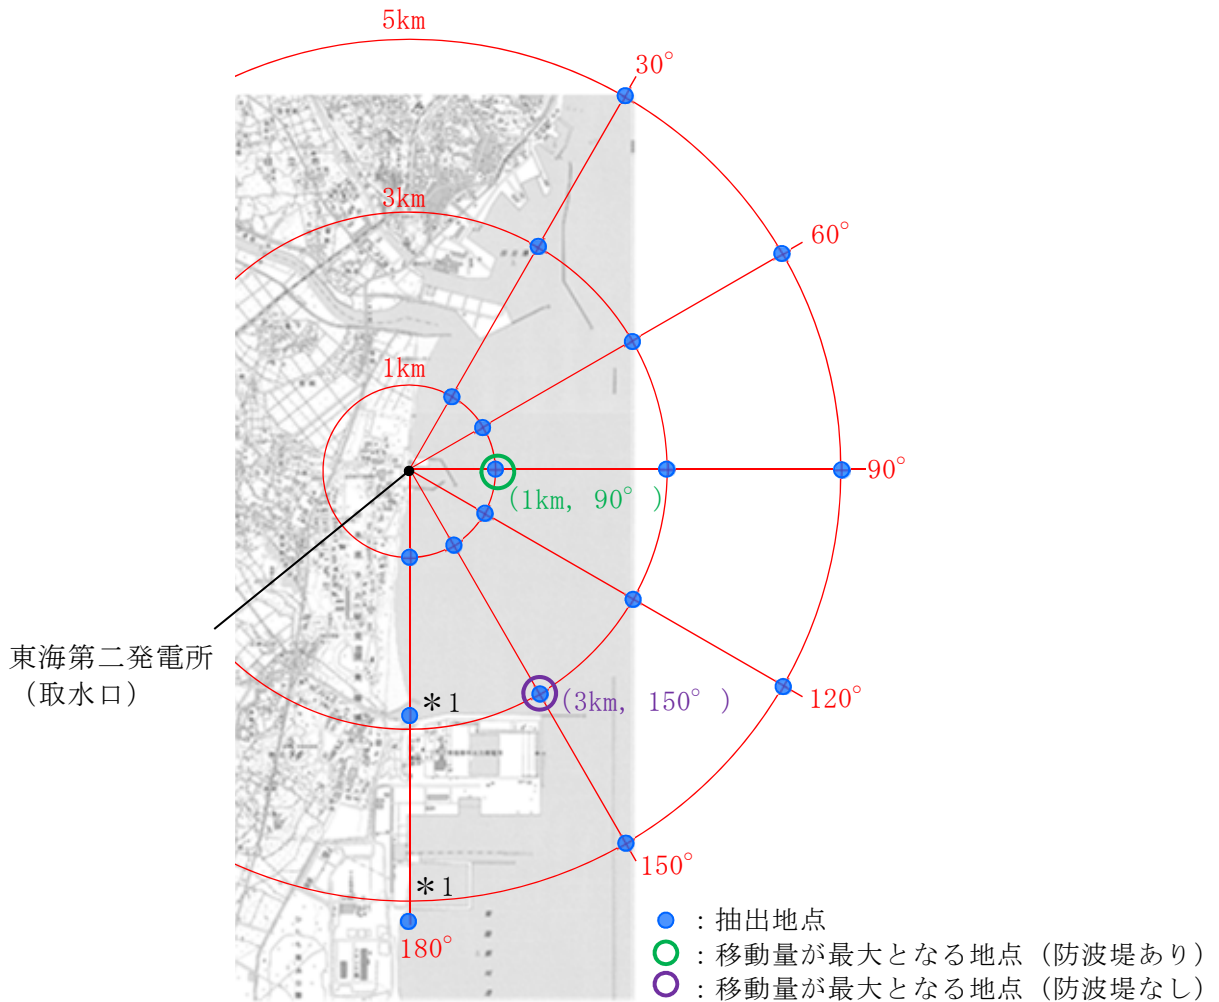 5km
30°
3km
60°
1km
90°
(1km, 90°)
東海第二発電所
（取水口）
*1
(3km, 150°)
120°
150°
*1
180°
：抽出地点
：移動量が最大となる地点（防波堤あり）
：移動量が最大となる地点（防波堤なし）